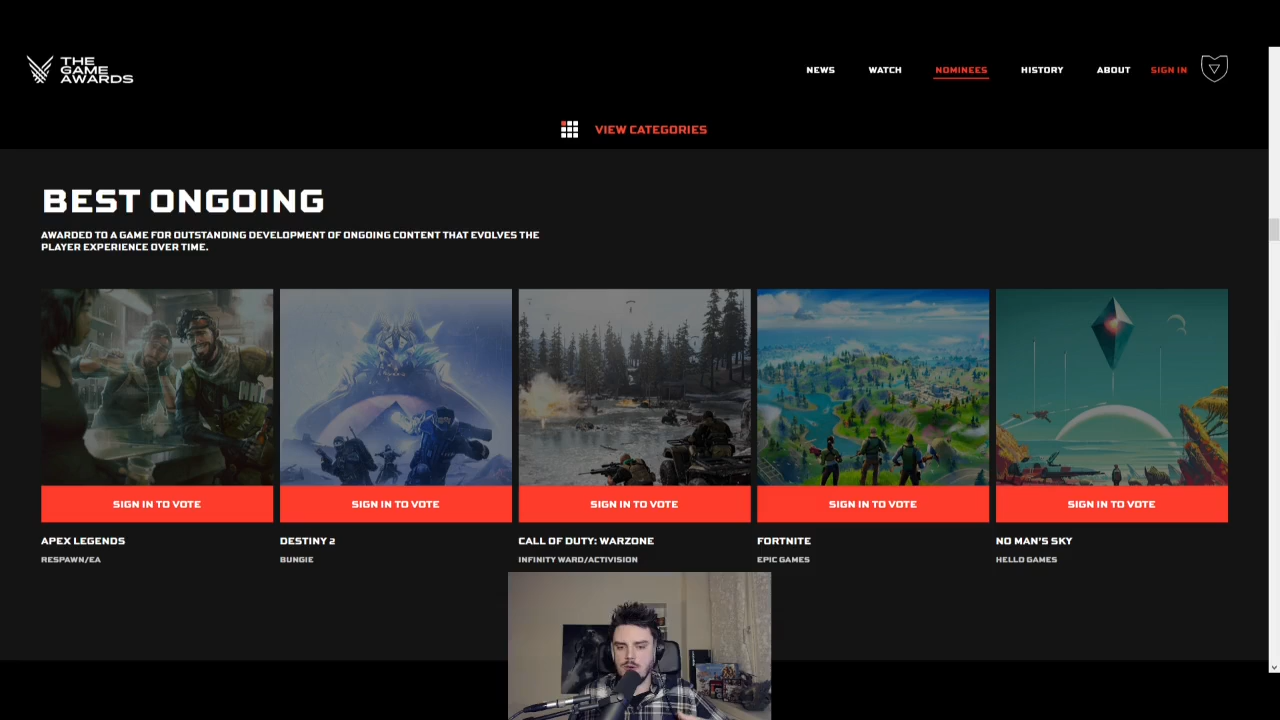 THE
GAME
AWARDS
NEWS
WATCH
NOMINEES
HISTORY
ABOUT
SIGN IN
VIEW CATEGORIES
BEST ONGOING
AWARDED TO A GAME FOR OUTSTANDING DEVELOPMENT OF ONGOING CONTENT THAT EVOLVES THE
PLAYER EXPERIENCE OVER TIME.
SIGN IN TO VOTE
SIGN IN TO VOTE
SIGN IN TO VOTE
SIGN IN TO VOTE
SIGN IN TO VOTE
APEX LEGENDS
RESPAWN/EA
DESTINY 2
BUNGIE
CALL OF DUTY: WARZONE
INFINITY WARD/ACTIVISION
FORTNITE
EPIC GAMES
NO MAN'S SKY
HELLO GAMES